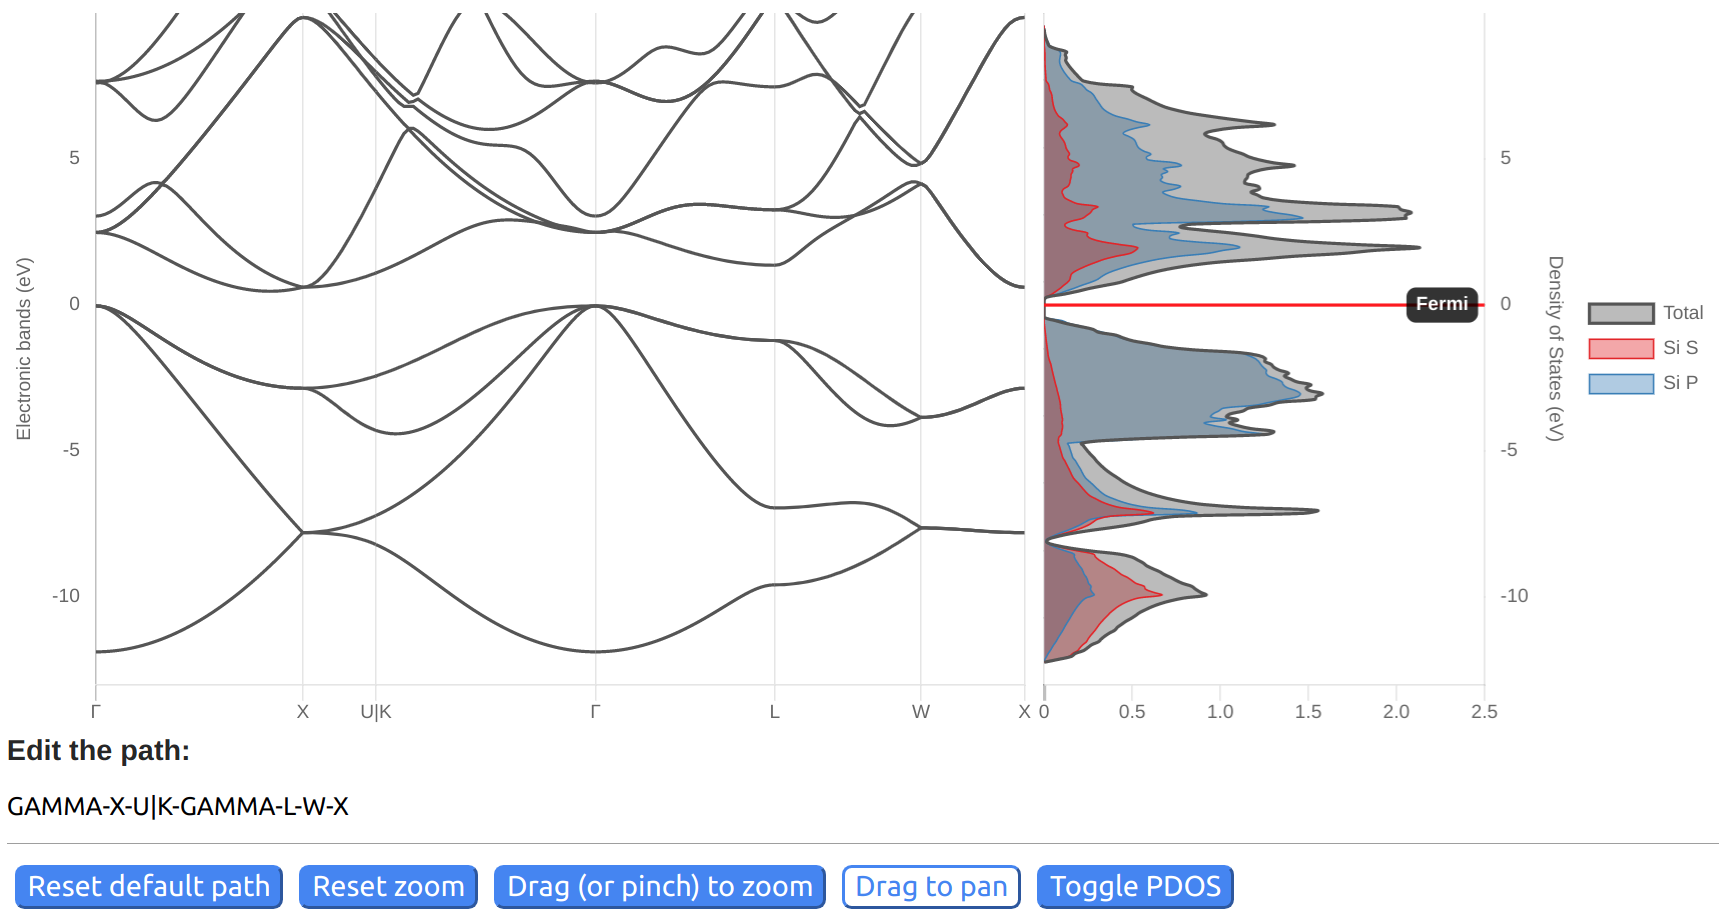 Electronic bands (eV)
5
0
-5
-10
Γ X U|K Γ L W X
5
0
-5
-10
0 0.5 1.0 1.5 2.0 2.5
Fermi
Density of States (eV)
Total
Si S
Si P
Edit the path:
GAMMA-X-U|K-GAMMA-L-W-X
Reset default path Reset zoom Drag (or pinch) to zoom Drag to pan Toggle PDOS